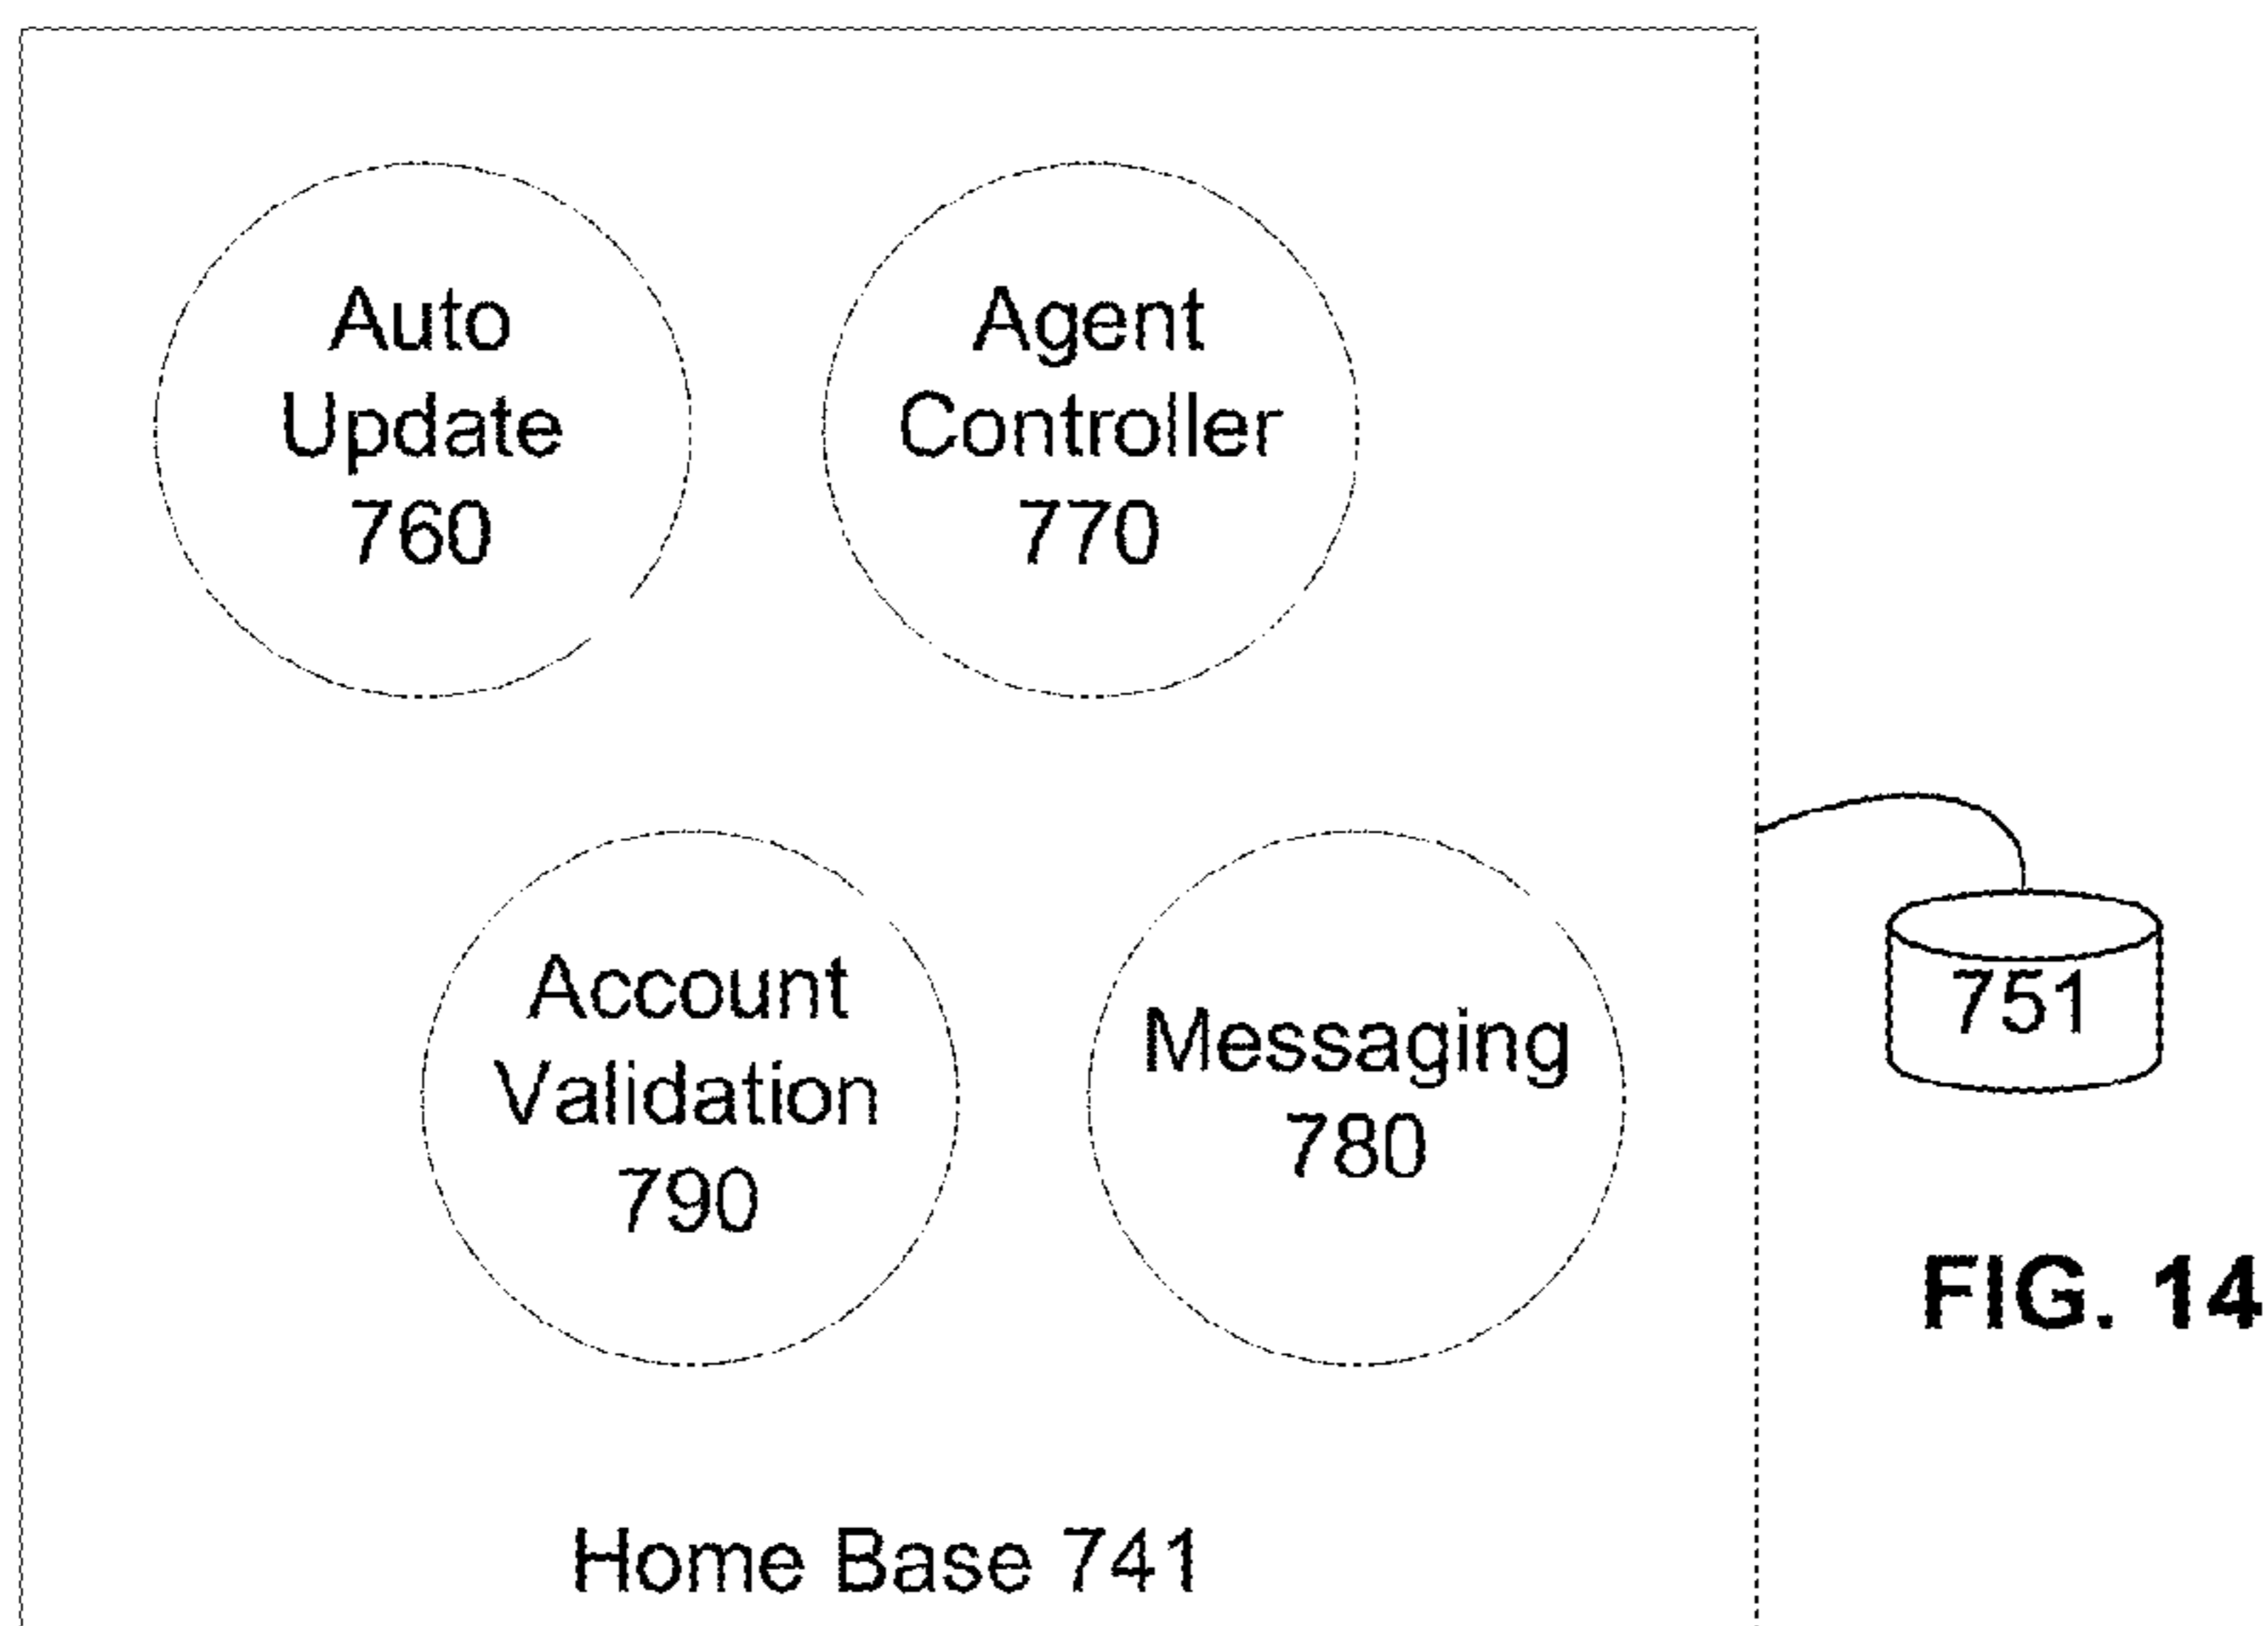 Auto
Update
760
Agent
Controller
770
Account
Validation
790
Messaging
780
751
FIG. 14
Home Base 741